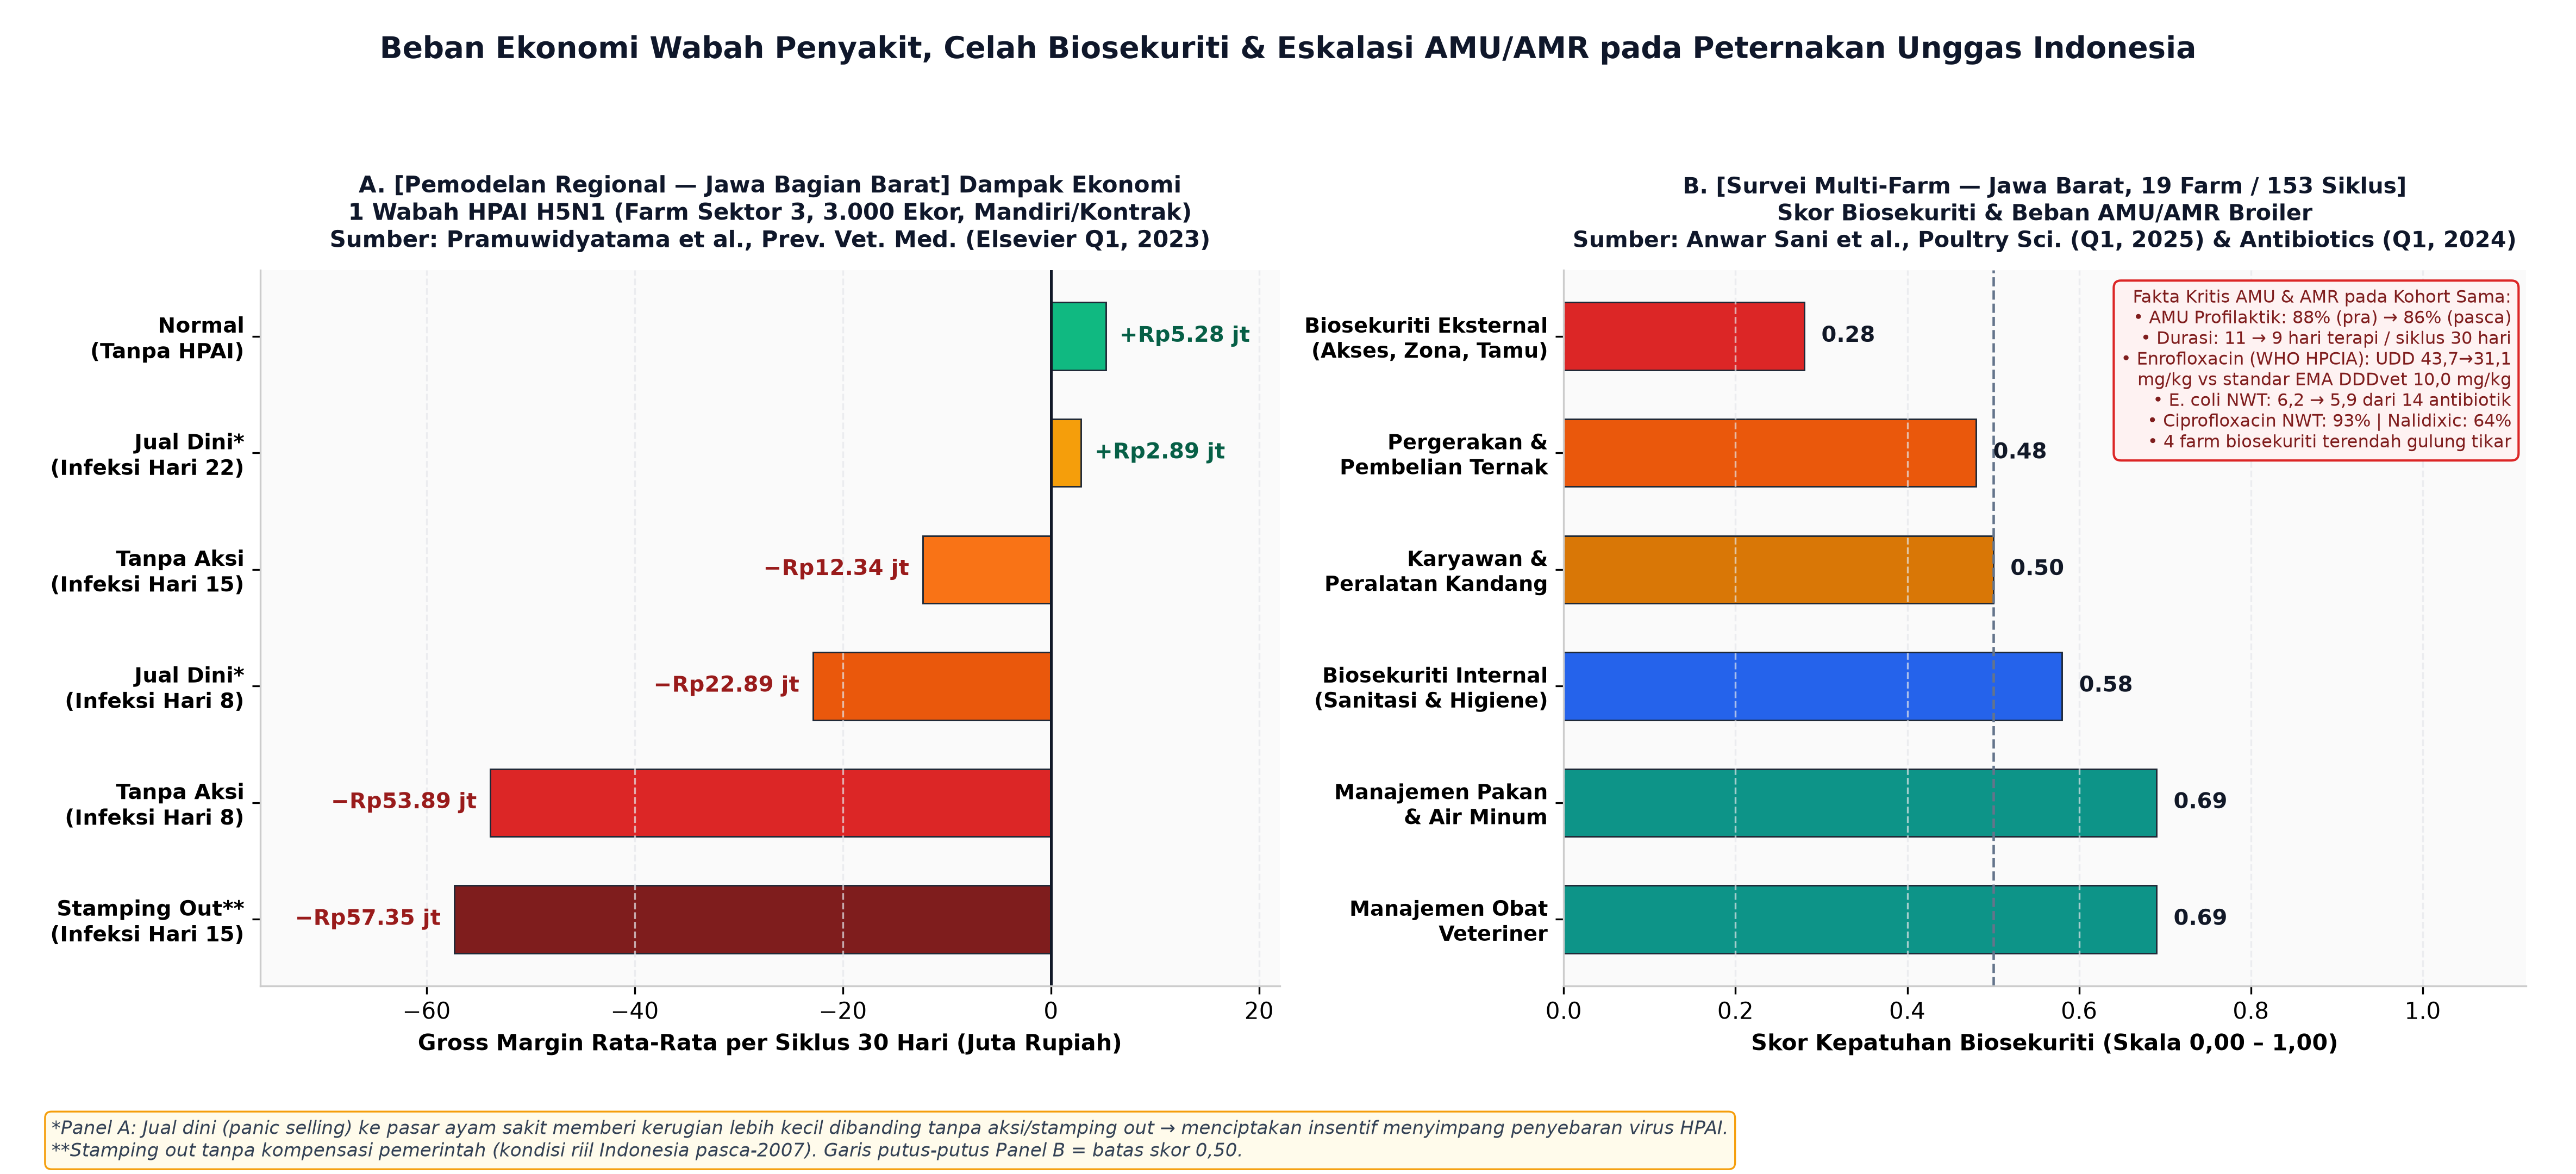 Beban Ekonomi Wabah Penyakit, Celah Biosekuriti & Eskalasi AMU/AMR pada Peternakan Unggas Indonesia
A. [Pemodelan Regional — Jawa Bagian Barat] Dampak Ekonomi
1 Wabah HPAI H5N1 (Farm Sektor 3, 3.000 Ekor, Mandiri/Kontrak)
Sumber: Pramuwidyatama et al., Prev. Vet. Med. (Elsevier Q1, 2023)
Normal
(Tanpa HPAI)
+Rp5.28 jt
Jual Dini*
(Infeksi Hari 22)
+Rp2.89 jt
Tanpa Aksi
(Infeksi Hari 15)
−Rp12.34 jt
Jual Dini*
(Infeksi Hari 8)
−Rp22.89 jt
Tanpa Aksi
(Infeksi Hari 8)
−Rp53.89 jt
Stamping Out**
(Infeksi Hari 15)
−Rp57.35 jt
−60 −40 −20 0 20
Gross Margin Rata-Rata per Siklus 30 Hari (Juta Rupiah)
B. [Survei Multi-Farm — Jawa Barat, 19 Farm / 153 Siklus]
Skor Biosekuriti & Beban AMU/AMR Broiler
Sumber: Anwar Sani et al., Poultry Sci. (Q1, 2025) & Antibiotics (Q1, 2024)
Biosekuriti Eksternal
(Akses, Zona, Tamu)
0.28
Pergerakan &
Pembelian Ternak
0.48
Karyawan &
Peralatan Kandang
0.50
Biosekuriti Internal
(Sanitasi & Higiene)
0.58
Manajemen Pakan
& Air Minum
0.69
Manajemen Obat
Veteriner
0.69
Fakta Kritis AMU & AMR pada Kohort Sama:
• AMU Profilaktik: 88% (pra) → 86% (pasca)
• Durasi: 11 → 9 hari terapi / siklus 30 hari
• Enrofloxacin (WHO HPCIA): UDD 43,7→31,1
mg/kg vs standar EMA DDDvet 10,0 mg/kg
• E. coli NWT: 6,2 → 5,9 dari 14 antibiotik
• Ciprofloxacin NWT: 93% | Nalidixic: 64%
• 4 farm biosekuriti terendah gulung tikar
0.0 0.2 0.4 0.6 0.8 1.0
Skor Kepatuhan Biosekuriti (Skala 0,00 – 1,00)
*Panel A: Jual dini (panic selling) ke pasar ayam sakit memberi kerugian lebih kecil dibanding tanpa aksi/stamping out → menciptakan insentif menyimpang penyebaran virus HPAI.
**Stamping out tanpa kompensasi pemerintah (kondisi riil Indonesia pasca-2007). Garis putus-putus Panel B = batas skor 0,50.